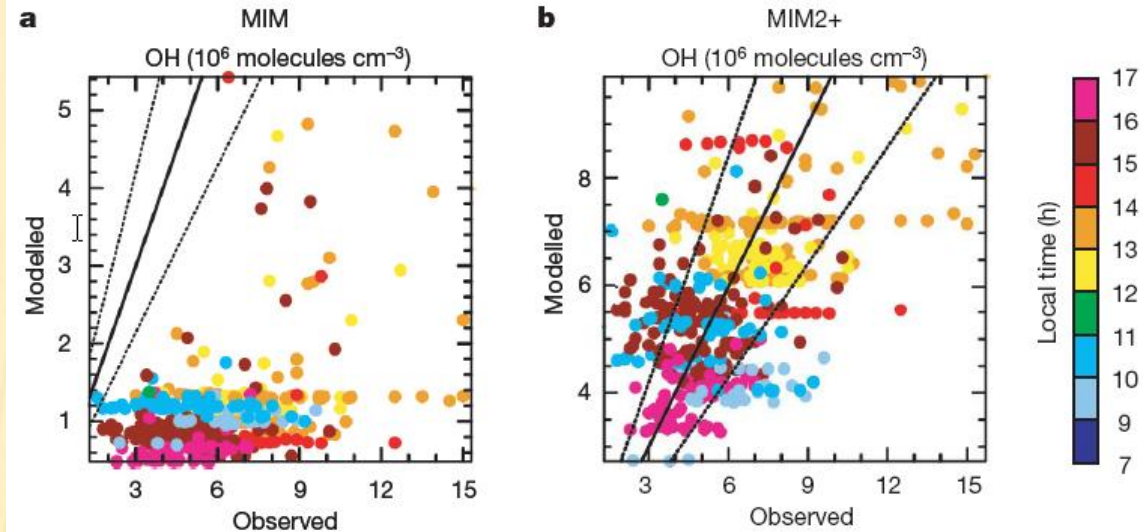 a
MIM
OH (10⁶ molecules cm⁻³)
5
4
3
2
1
Modelled
3 6 9 12 15
Observed
b
MIM2+
OH (10⁶ molecules cm⁻³)
8
6
4
Modelled
3 6 9 12 15
Observed
17
16
15
14
13
12
11
10
9
7
Local time (h)